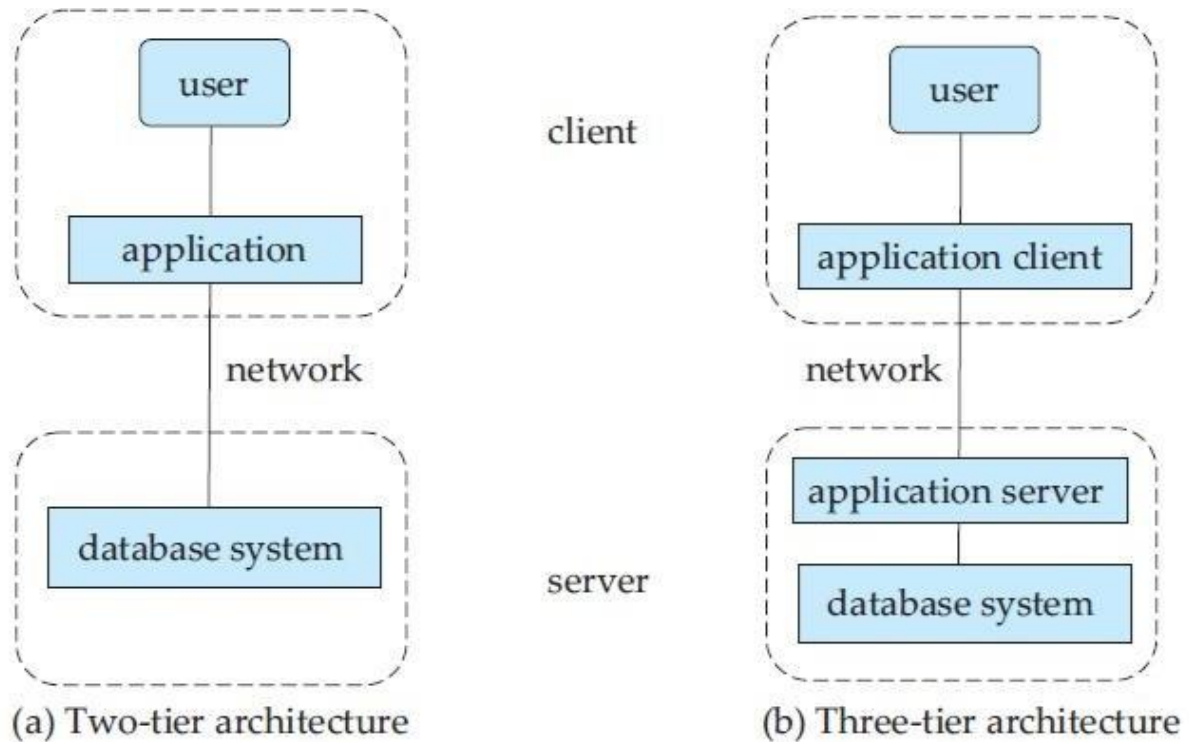 user
application
network
database system
(a) Two-tier architecture
client
server
user
application client
network
application server
database system
(b) Three-tier architecture